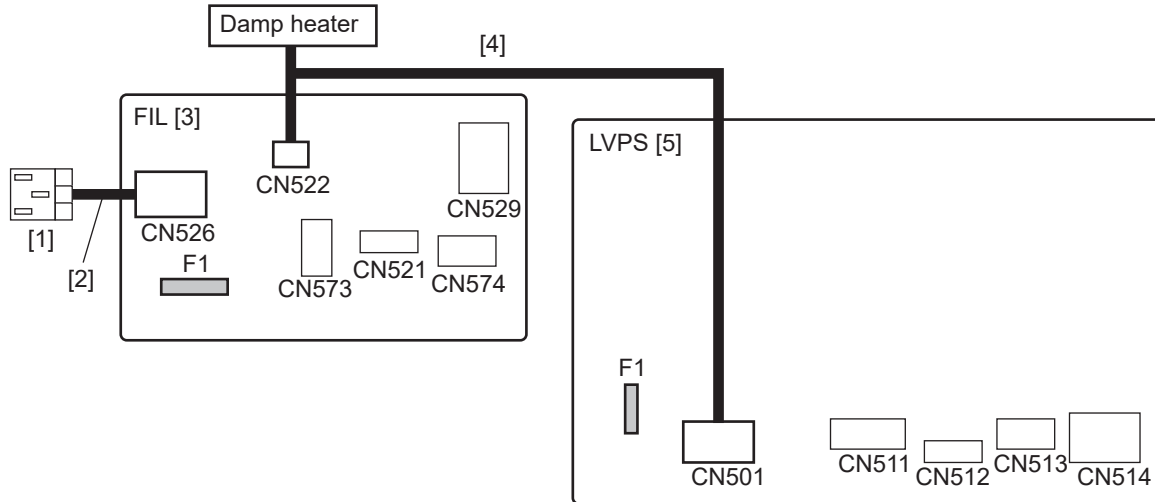 Damp heater
[4]
FIL [3]
LVPS [5]
CN522
CN529
CN526
[1]
[2]
F1
CN573
CN521
CN574
F1
CN501
CN511
CN512
CN513
CN514